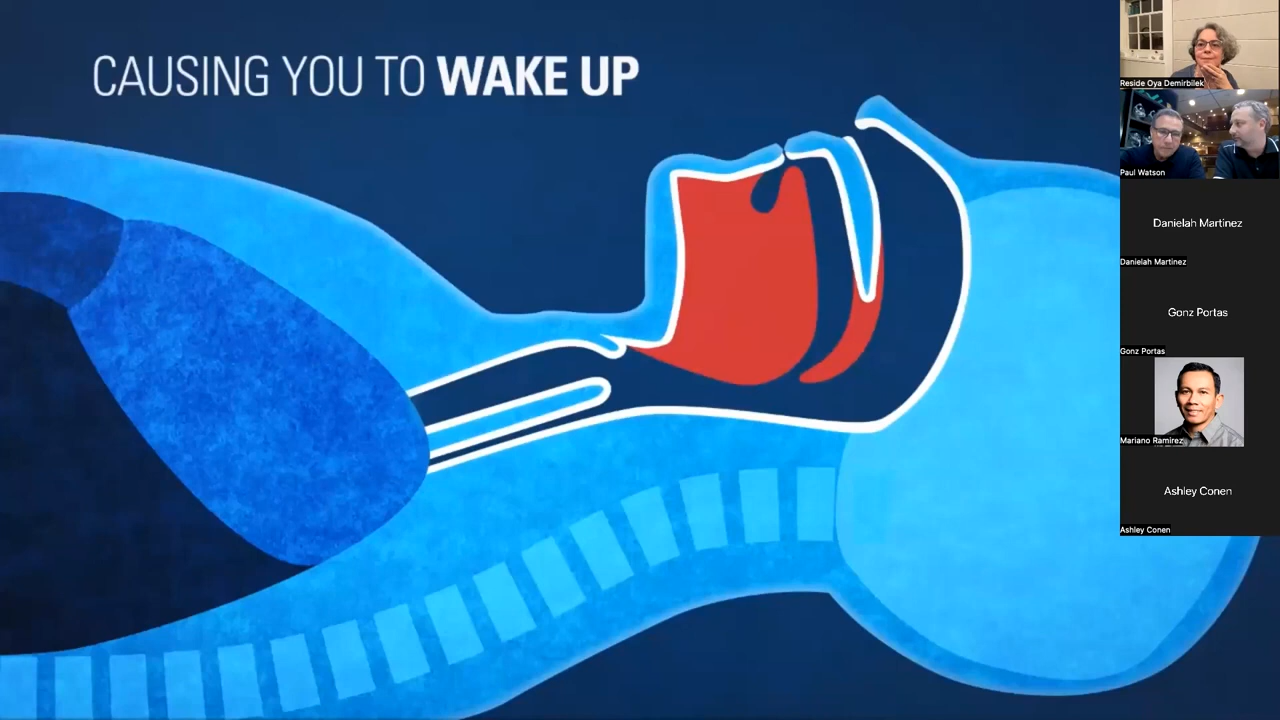 CAUSING YOU TO WAKE UP
Reside Oya Demirbilek
Paul Watson
Danielah Martinez
Danielah Martinez
Gonz Portas
Gonz Portas
Mariano Ramirez
Ashley Conen
Ashley Conen